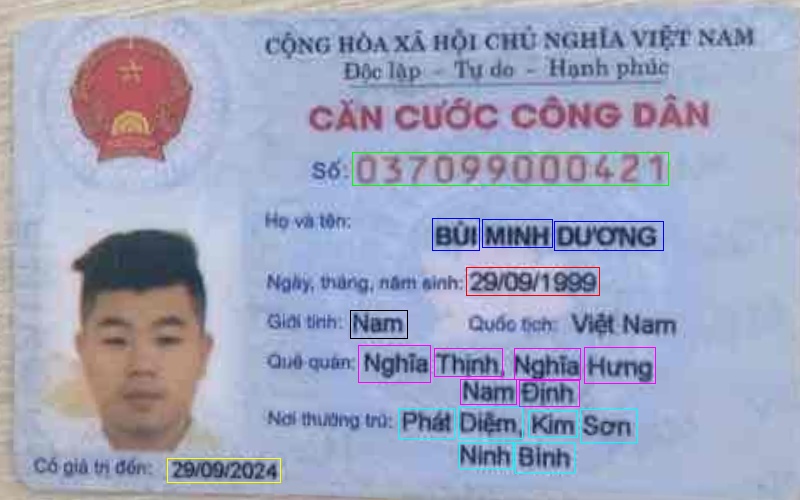 CỘNG HÒA XÃ HỘI CHỦ NGHĨA VIỆT NAM
Độc lập - Tự do - Hạnh phúc
CĂN CƯỚC CÔNG DÂN
Số: 037099000421
Họ và tên: BÙI MINH DƯƠNG
Ngày, tháng, năm sinh: 29/09/1999
Giới tính: Nam Quốc tịch: Việt Nam
Quê quán: Nghĩa Thịnh, Nghĩa Hưng
Nam Định
Nơi thường trú: Phát Diệm, Kim Sơn
Ninh Bình
Có giá trị đến: 29/09/2024